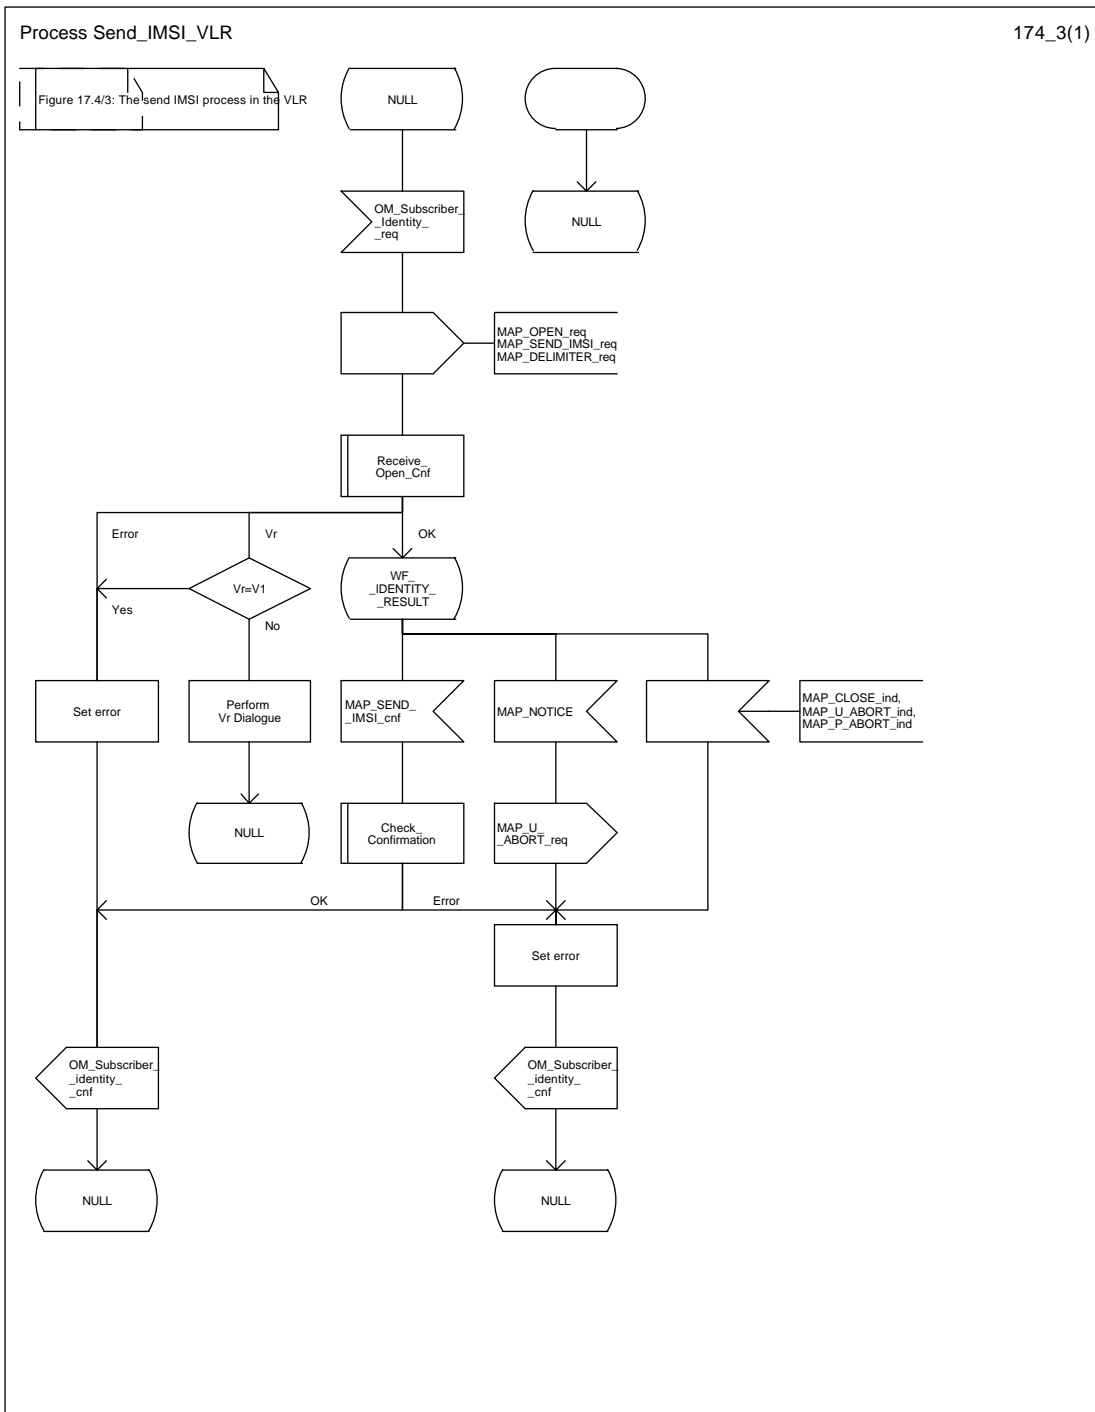 Process Send_IMSI_VLR
174_3(1)
Figure 17.4/3: The send IMSI process in the VLR
NULL
OM_Subscriber_
_Identity_
_req
NULL
MAP_OPEN_req
MAP_SEND_IMSI_req
MAP_DELIMITER_req
Receive_
Open_Cnf
Error
Vr
OK
Vr=V1
WF_
_IDENTITY_
_RESULT
Yes
No
Set error
Perform
Vr Dialogue
MAP_SEND_
_IMSI_cnf
MAP_NOTICE
MAP_CLOSE_ind,
MAP_U_ABORT_ind,
MAP_P_ABORT_ind
NULL
Check_
Confirmation
MAP_U_
_ABORT_req
OK
Error
Set error
OM_Subscriber_
_identity_
_cnf
OM_Subscriber_
_identity_
_cnf
NULL
NULL